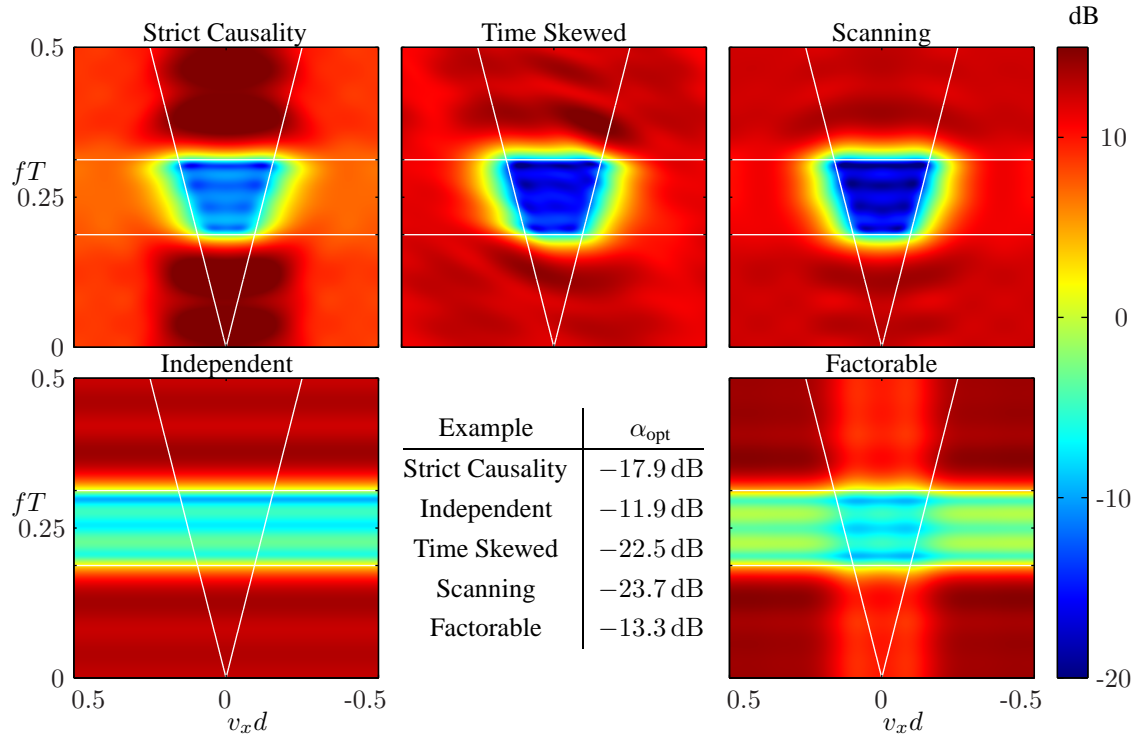 dB
Strict Causality
Time Skewed
Scanning
0.5
fT
0.25
0
10
0
-10
-20
Independent
Factorable
0.5
fT
0.25
0
0.5
0
-0.5
v_x d
Example α_opt
Strict Causality −17.9 dB
Independent −11.9 dB
Time Skewed −22.5 dB
Scanning −23.7 dB
Factorable −13.3 dB
0.5
0
-0.5
v_x d